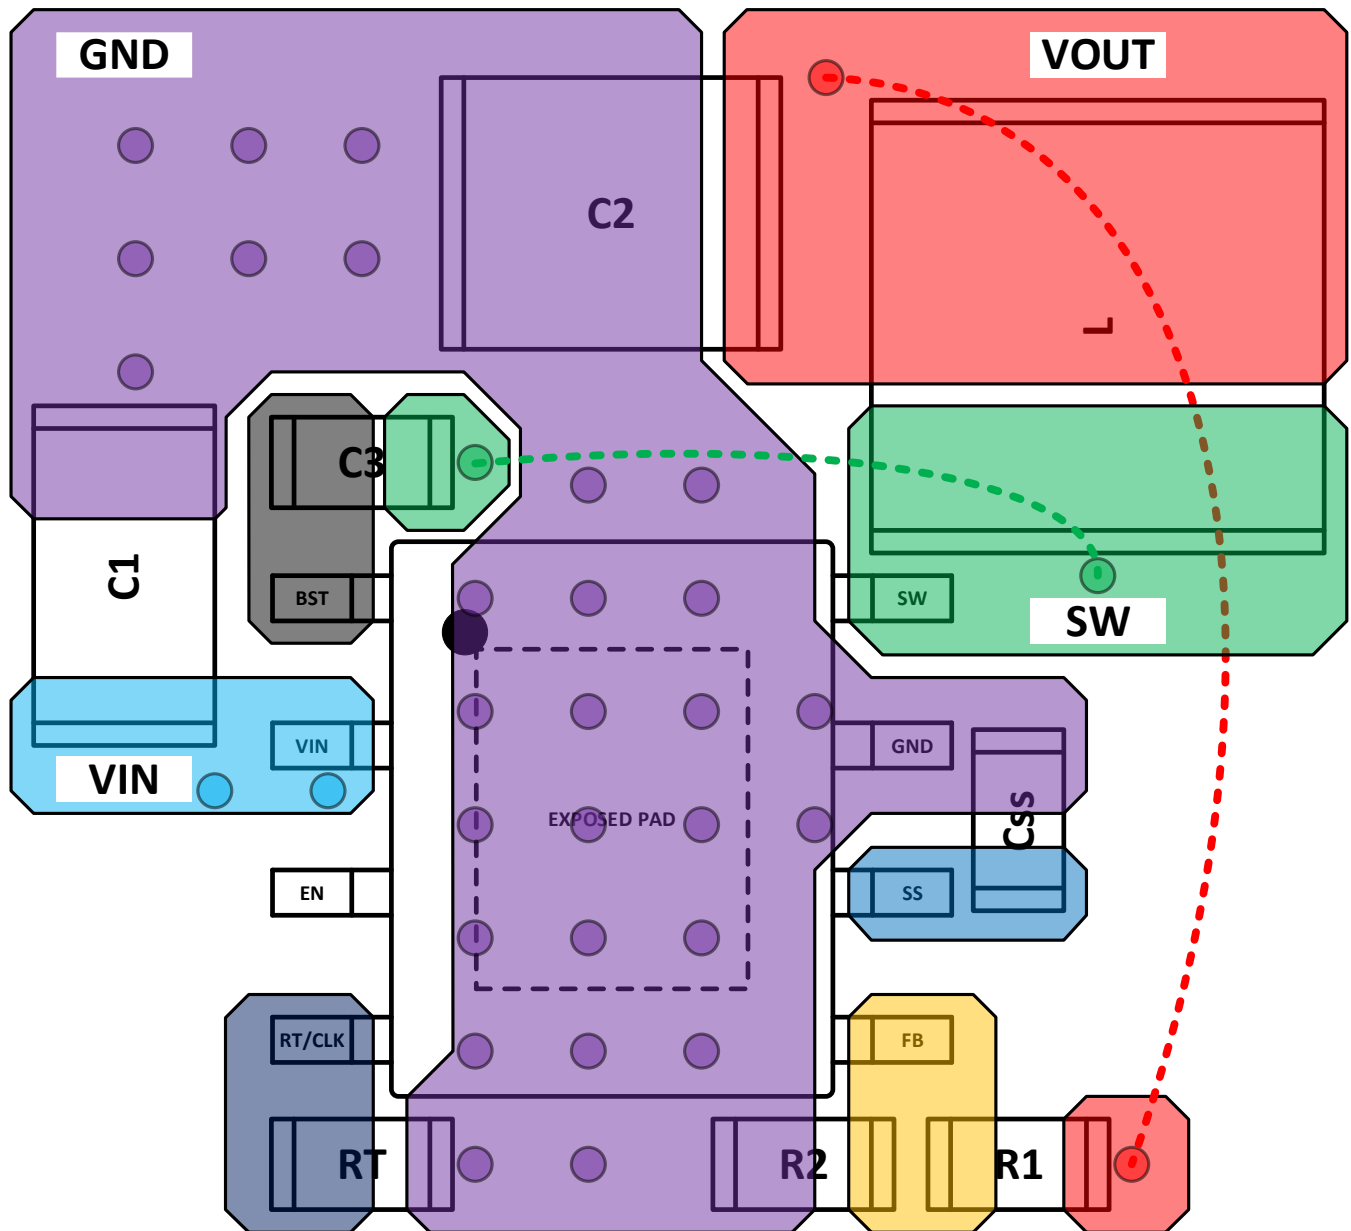 GND
VOUT
C2
L
C3
C1
BST
SW
SW
VIN
GND
VIN
EXPOSED PAD
Css
EN
SS
RT/CLK
FB
RT
R2
R1